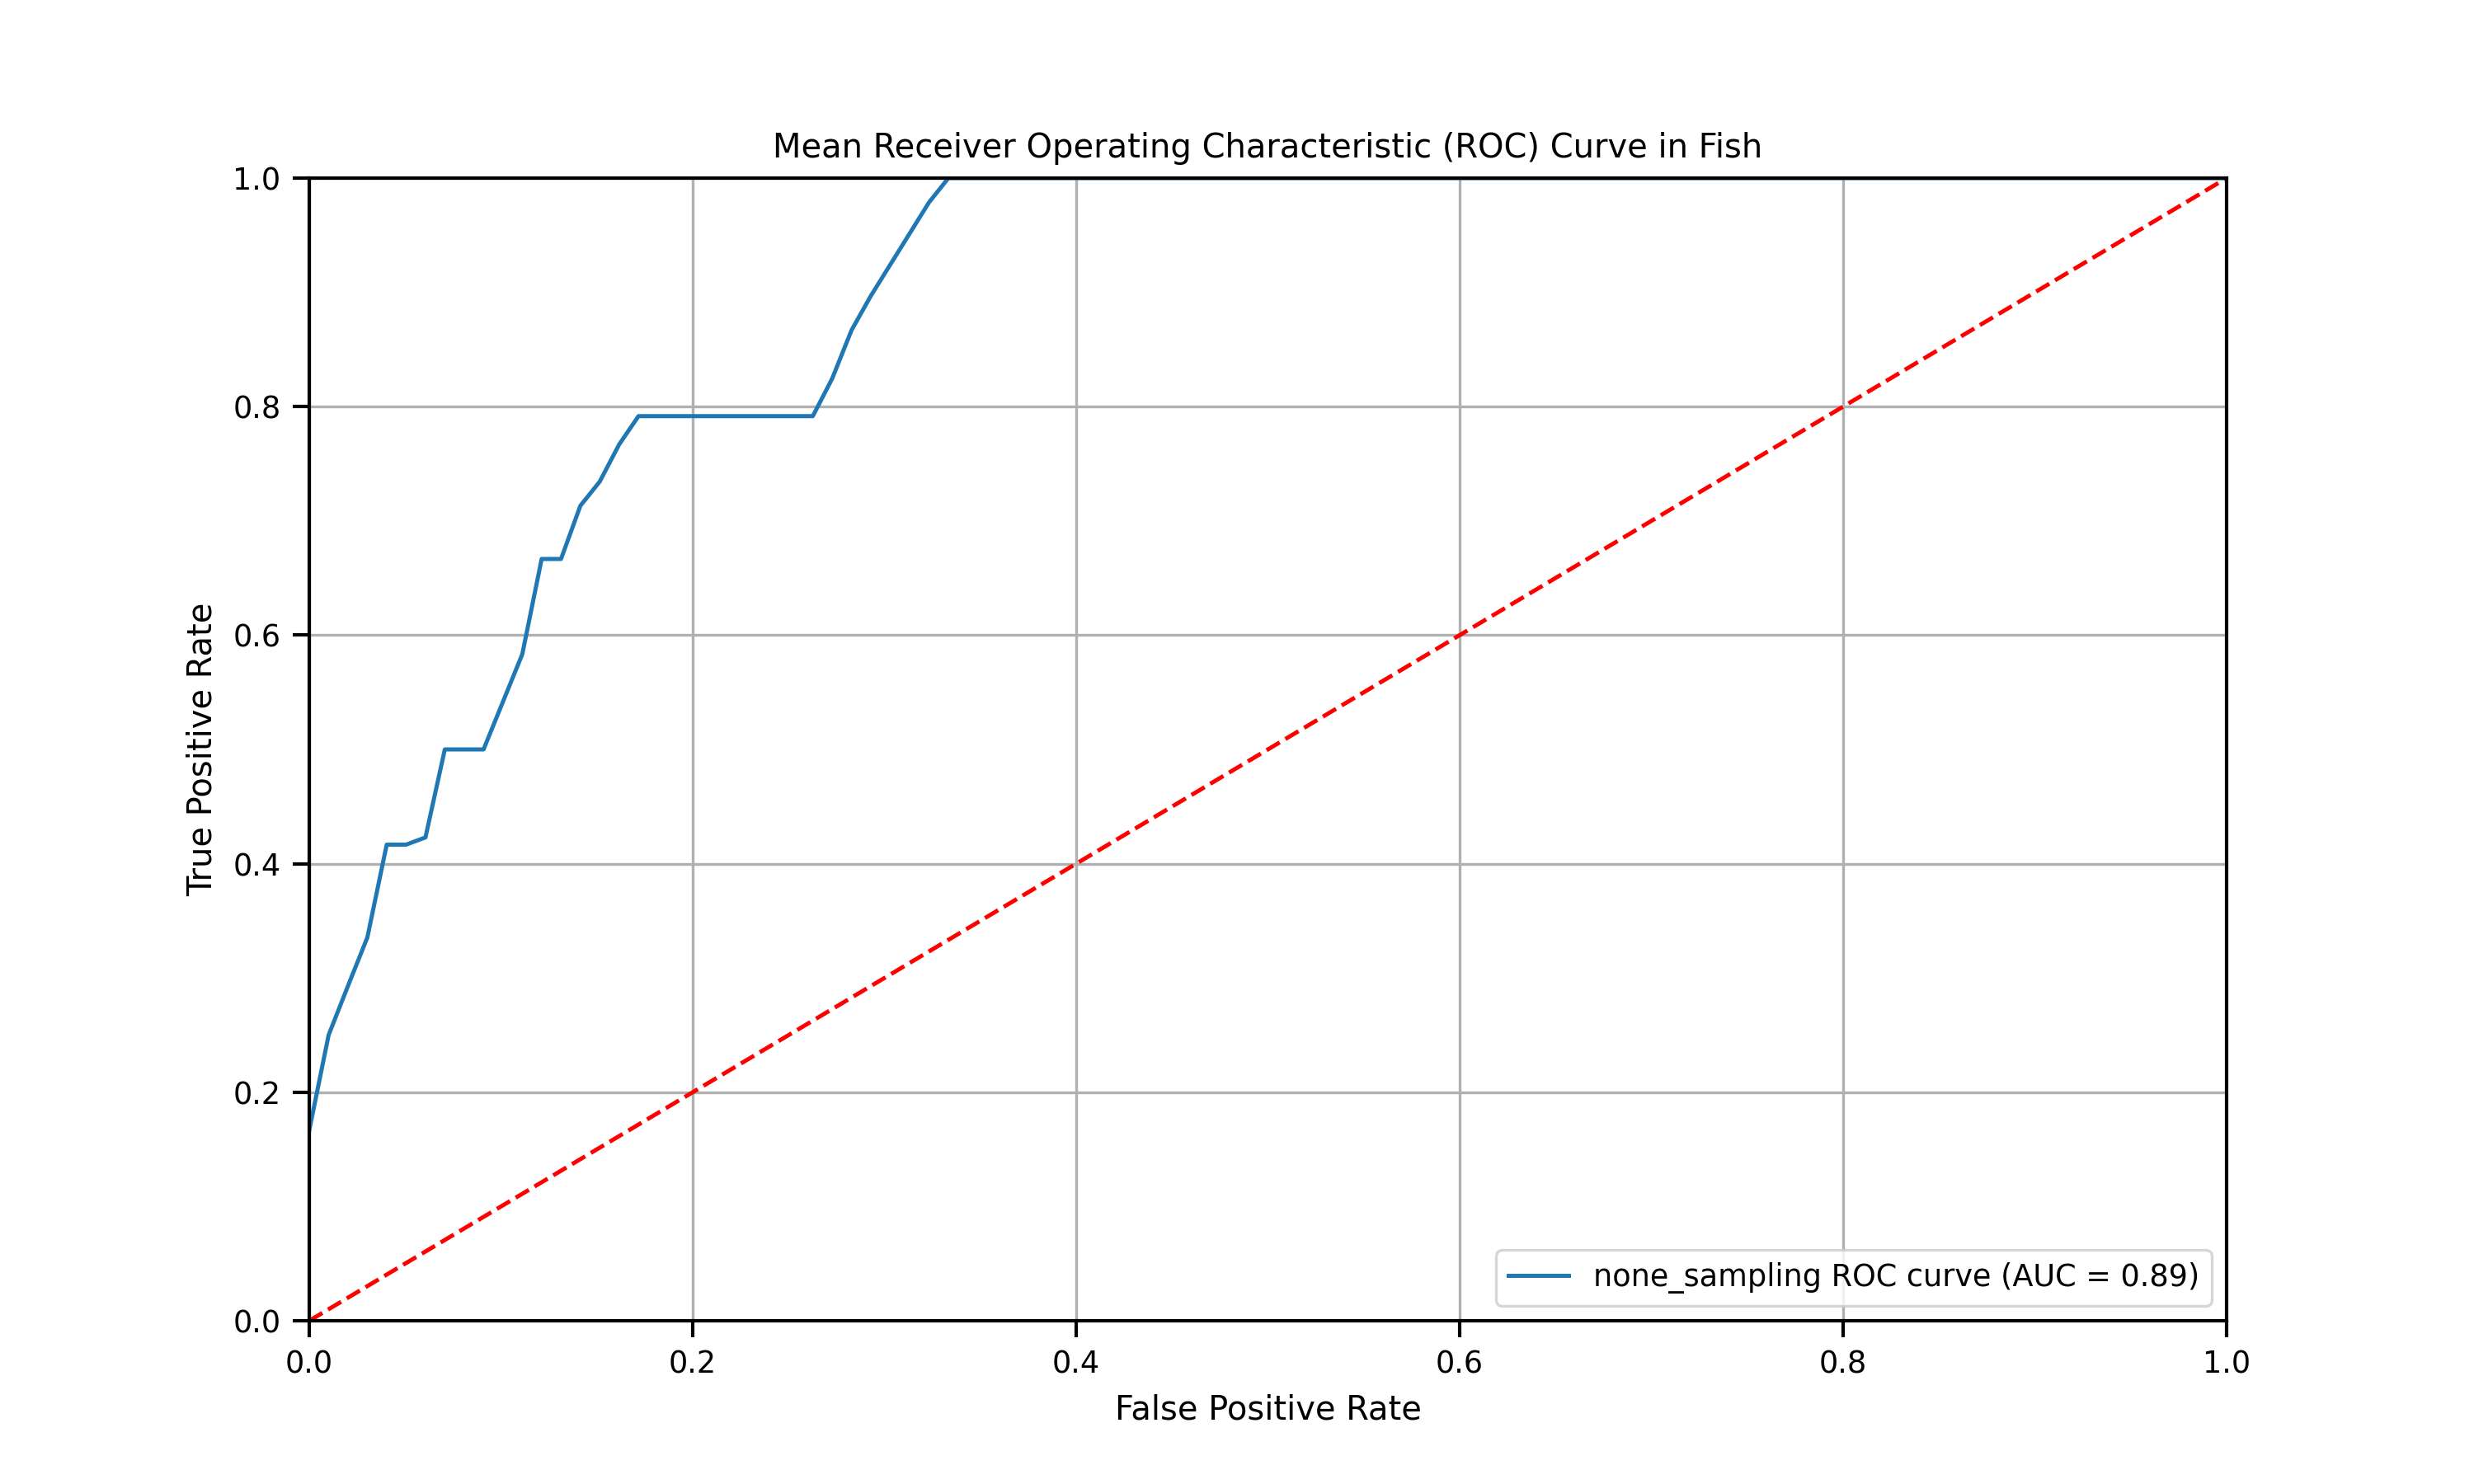 Mean Receiver Operating Characteristic (ROC) Curve in Fish
1.0
0.8
0.6
0.4
0.2
0.0
True Positive Rate
0.0 0.2 0.4 0.6 0.8 1.0
False Positive Rate
none_sampling ROC curve (AUC = 0.89)